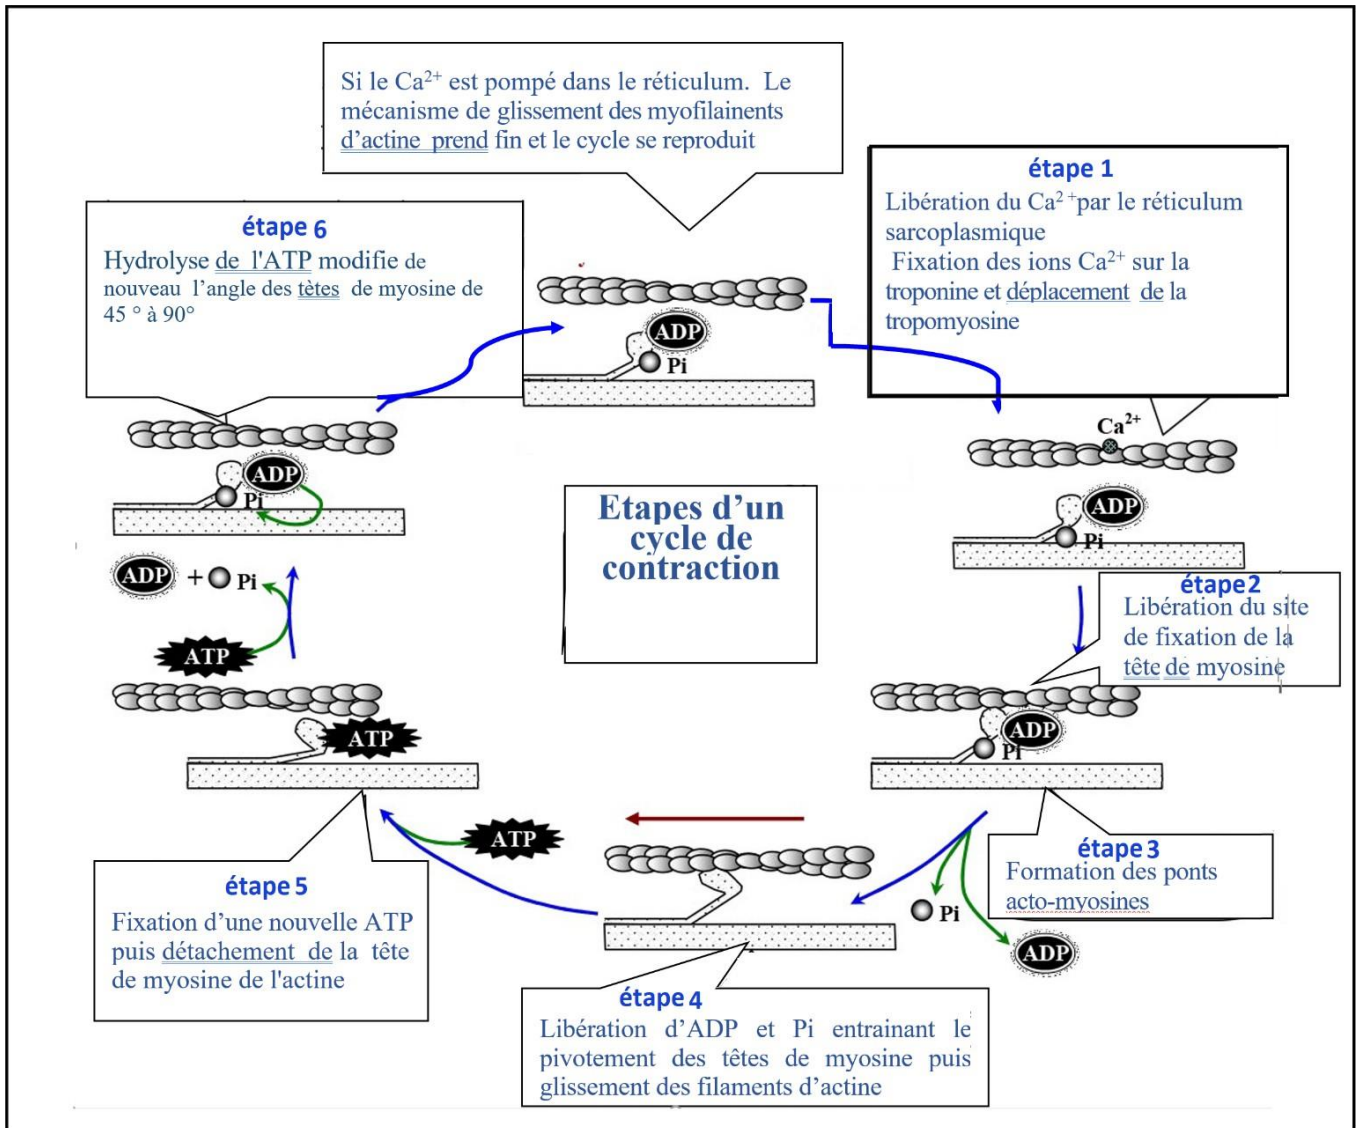 Si le Ca²⁺ est pompé dans le réticulum. Le
mécanisme de glissement des myofilainents
d'actine prend fin et le cycle se reproduit
étape 1
Libération du Ca²⁺par le réticulum
sarcoplasmique
Fixation des ions Ca²⁺ sur la
troponine et déplacement de la
tropomyosine
étape 6
Hydrolyse de l'ATP modifie de
nouveau l'angle des tètes de myosine de
45 ° à 90°
ADP
Pi
Ca²⁺
ADP
Pi
ADP
Pi
Etapes d'un
cycle de
contraction
étape2
Libération du site
de fixation de la
tête de myosine
ADP
Pi
étape 3
Formation des ponts
acto-myosines
Pi
ADP
étape 4
Libération d'ADP et Pi entrainant le
pivotement des têtes de myosine puis
glissement des filaments d'actine
ATP
ATP
étape 5
Fixation d'une nouvelle ATP
puis détachement de la tête
de myosine de l'actine
ADP + Pi
ATP